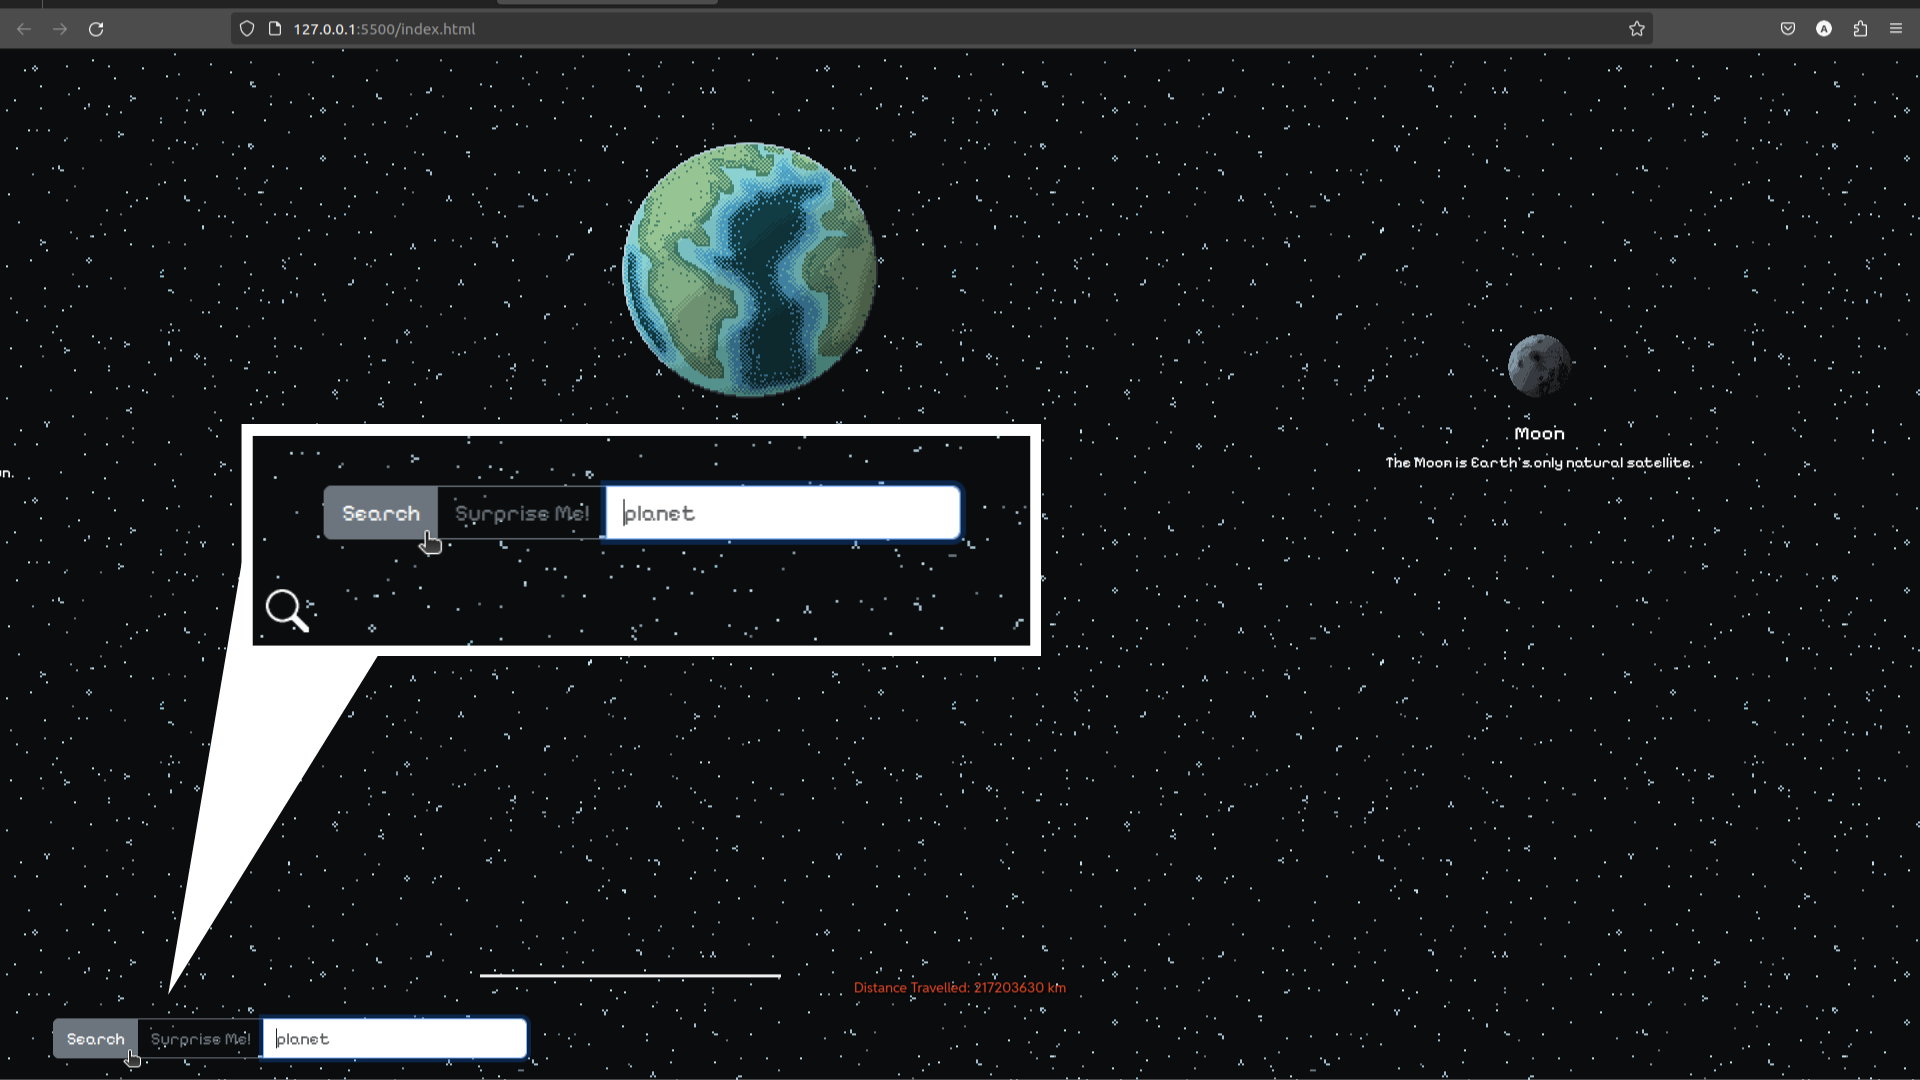 127.0.0.1:5500/index.html
A
Moon
The Moon is Earth's only natural satellite.
un.
Search Surprise Me! planet
Distance Travelled: 217203630 km
Search Surprise Me! planet